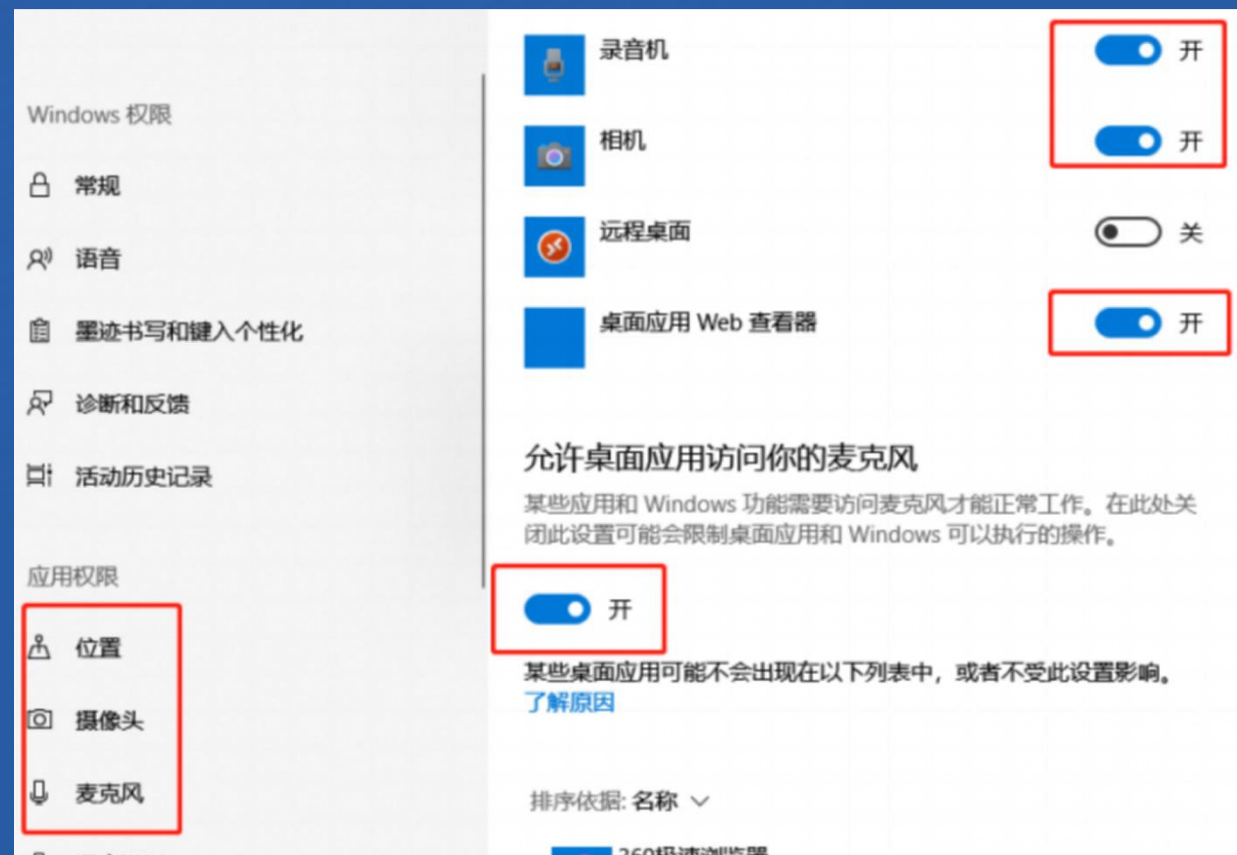 Windows 权限
常规
语音
墨迹书写和键入个性化
诊断和反馈
活动历史记录
应用权限
位置
摄像头
麦克风
录音机
开
相机
开
远程桌面
关
桌面应用 Web 查看器
开
允许桌面应用访问你的麦克风
某些应用和 Windows 功能需要访问麦克风才能正常工作。在此处关
闭此设置可能会限制桌面应用和 Windows 可以执行的操作。
开
某些桌面应用可能不会出现在以下列表中，或者不受此设置影响。
了解原因
排序依据: 名称
360极速浏览器